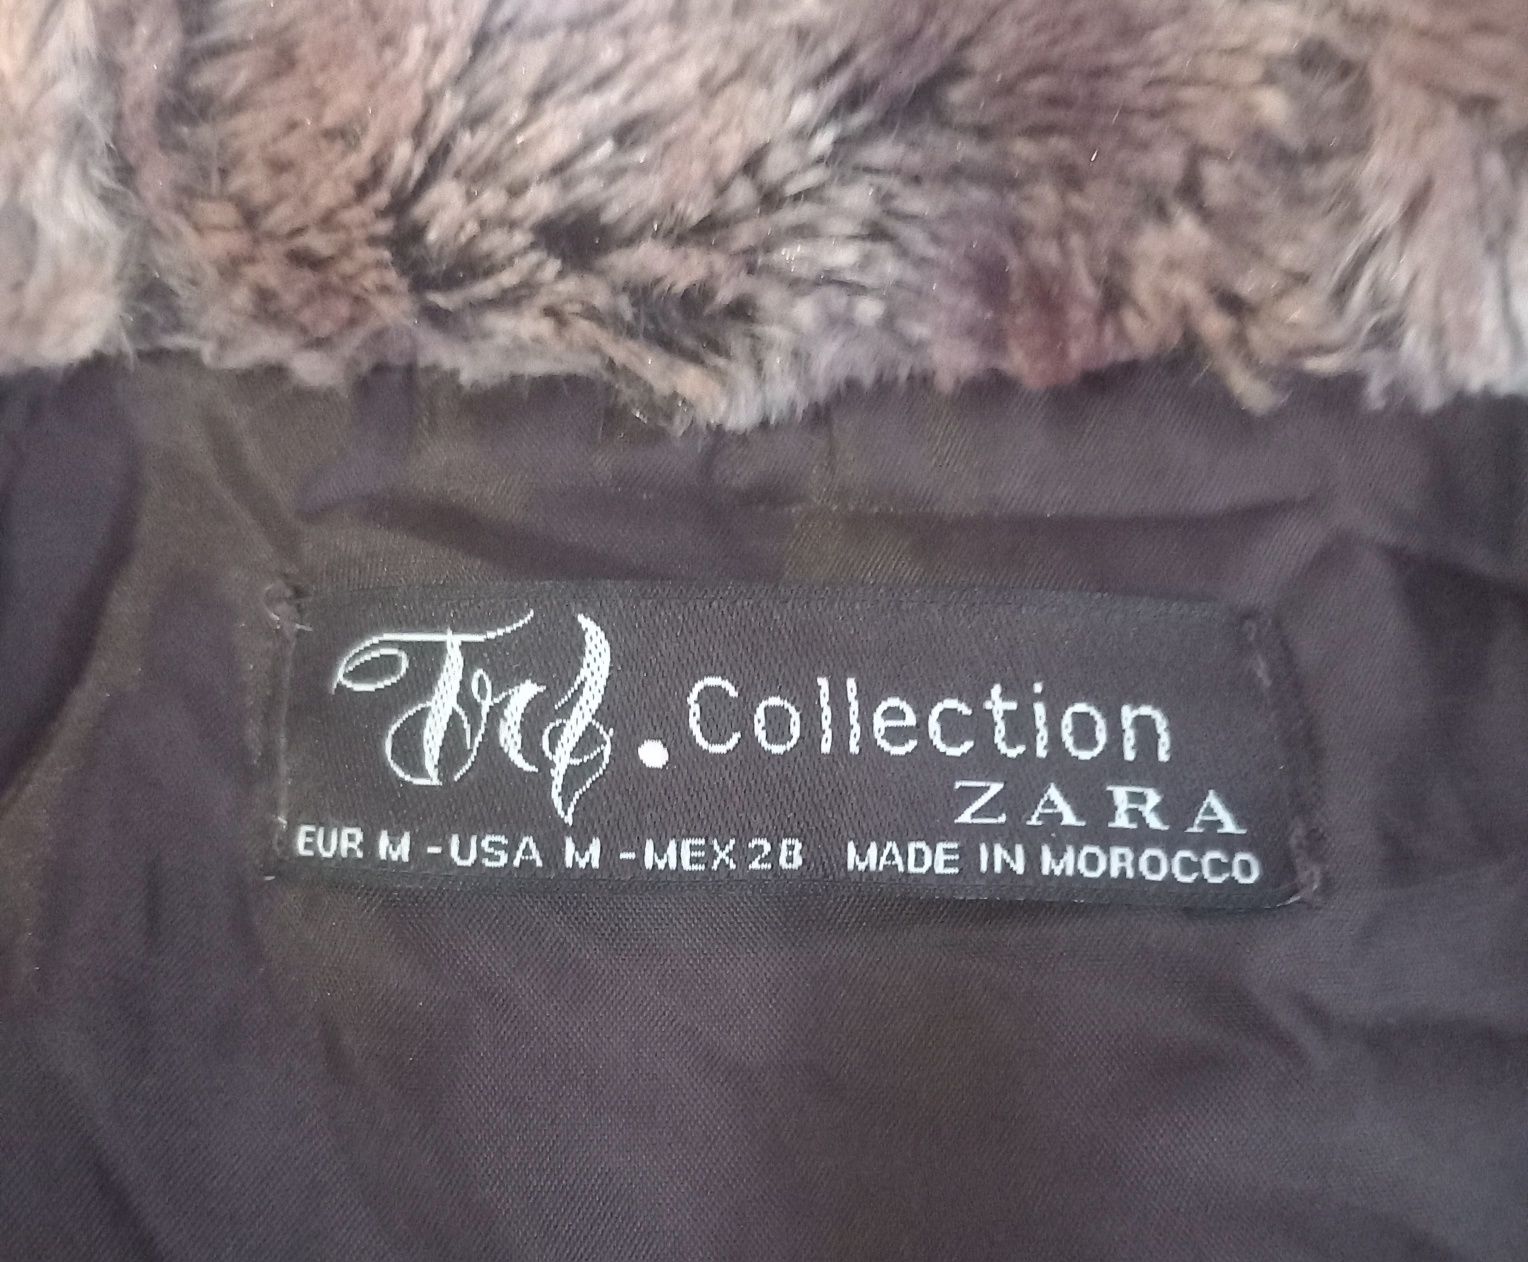 Trf.Collection
ZARA
EUR M - USA M - MEX 28 MADE IN MOROCCO